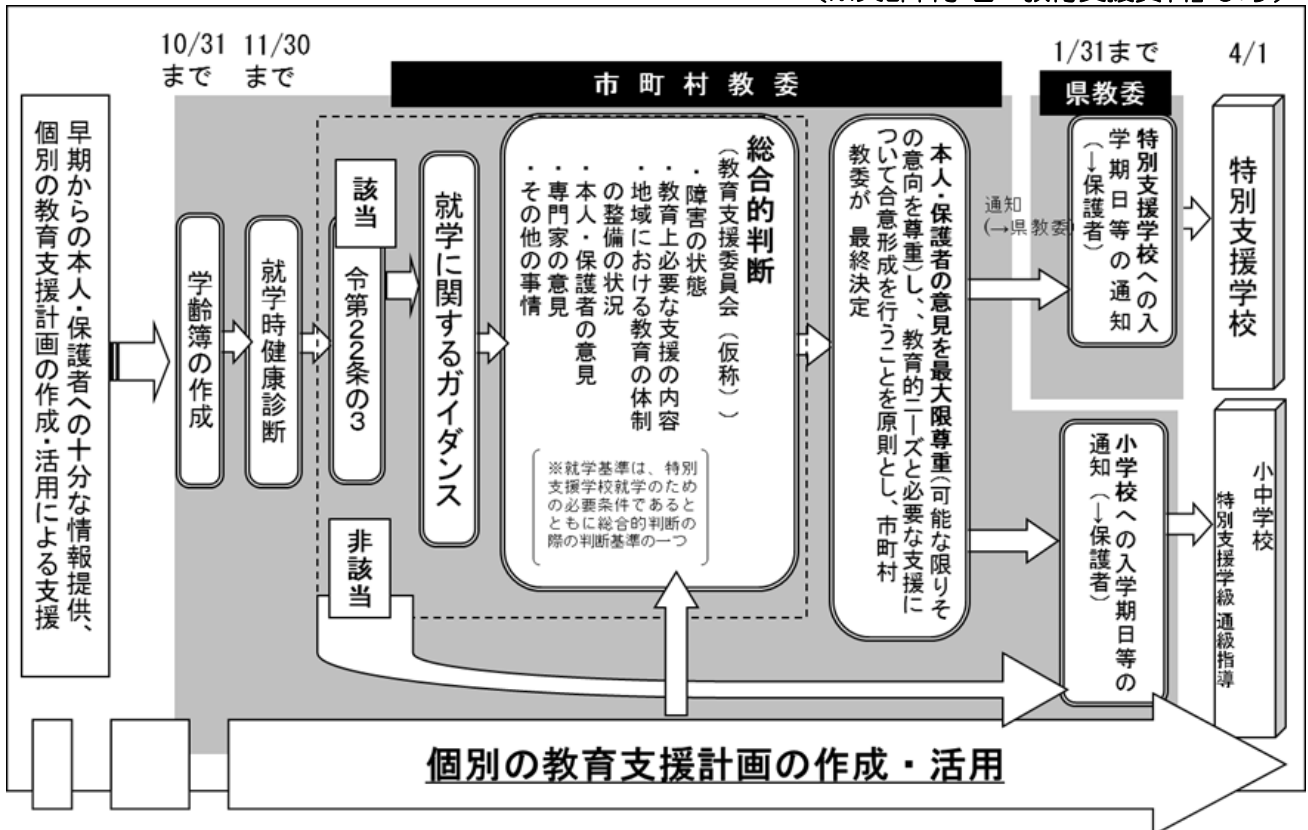 10/31
まで
11/30
まで
1/31まで
4/1
市町村教委
県教委
早期からの本人・保護者への十分な情報提供、
個別の教育支援計画の作成・活用による支援
学齢簿の作成
就学時健康診断
該当
令第22条の3
非該当
就学に関するガイダンス
総合的判断
(教育支援委員会(仮称))
・障害の状態
・教育上必要な支援の内容
・地域における教育の体制
の整備の状況
・本人・保護者の意見
・専門家の意見
・その他の事情
※就学基準は、特別
支援学校就学のため
の必要条件であると
ともに総合的判断の
際の判断基準の一つ
本人・保護者の意見を最大限尊重(可能な限りそ
の意向を尊重)し、教育的ニーズと必要な支援に
ついて合意形成を行うことを原則とし、市町村
教委が 最終決定
通知
(→県教委)
特別支援学校への入
学期日等の通知
(→保護者)
特別支援学校
小学校への入学期日等の
通知(→保護者)
小中学校
特別支援学級 通級指導
個別の教育支援計画の作成・活用